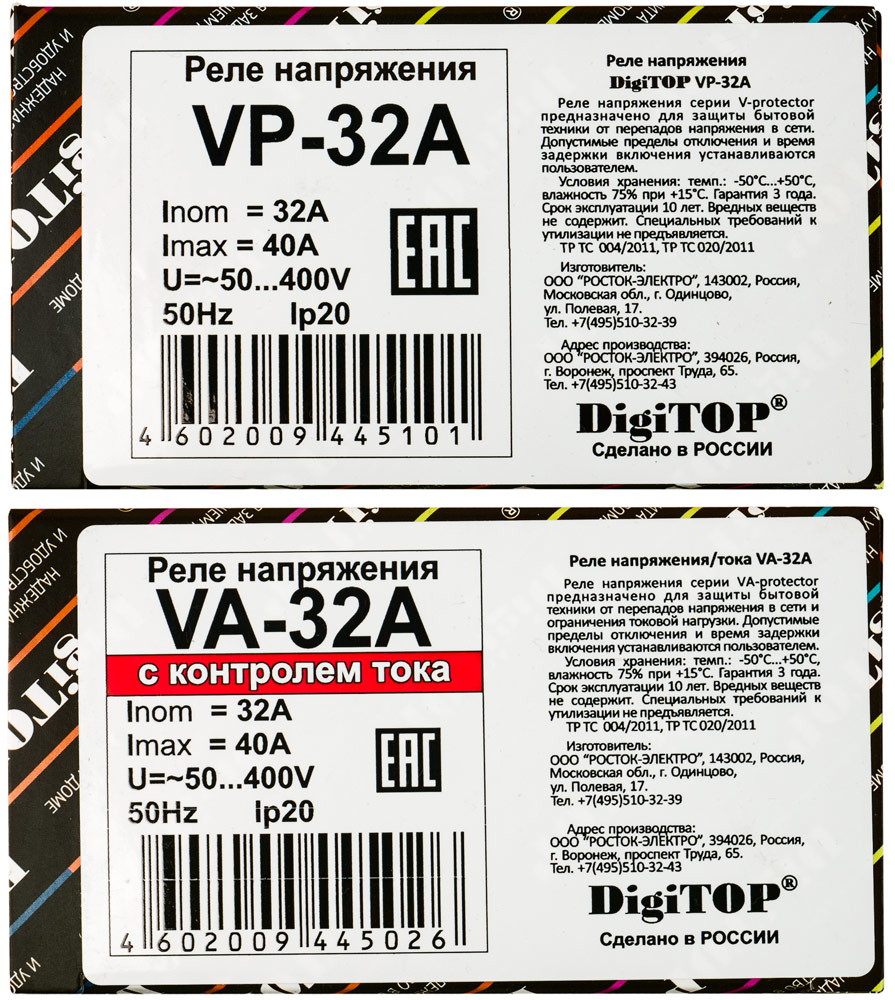 Реле напряжения
VP-32A
Inom = 32A
Imax = 40A
U=~50...400V
50Hz Ip20
EAC
4 602009 445101
Реле напряжения
DigiTOP VP-32A
Реле напряжения серии V-protector
предназначено для защиты бытовой
техники от перепадов напряжения в сети.
Допустимые пределы отключения и время
задержки включения устанавливаются
пользователем.
Условия хранения: темп.: -50°С...+50°С,
влажность 75% при +15°С. Гарантия 3 года.
Срок эксплуатации 10 лет. Вредных веществ
не содержит. Специальных требований к
утилизации не предъявляется.
ТР ТС 004/2011, ТР ТС 020/2011
Изготовитель:
ООО "РОСТОК-ЭЛЕКТРО", 143002, Россия,
Московская обл., г. Одинцово,
ул. Полевая, 17.
Тел. +7(495)510-32-39
Адрес производства:
ООО "РОСТОК-ЭЛЕКТРО", 394026, Россия,
г. Воронеж, проспект Труда, 65.
Тел. +7(495)510-32-43
DigiTOP®
Сделано в РОССИИ
Реле напряжения
VA-32A
с контролем тока
Inom = 32A
Imax = 40A
U=~50...400V
50Hz Ip20
EAC
4 602009 445026
Реле напряжения/тока VA-32A
Реле напряжения серии VA-protector
предназначено для защиты бытовой
техники от перепадов напряжения в сети и
ограничения токовой нагрузки. Допустимые
пределы отключения и время задержки
включения устанавливаются пользователем.
Условия хранения: темп.: -50°С...+50°С,
влажность 75% при +15°С. Гарантия 3 года.
Срок эксплуатации 10 лет. Вредных веществ
не содержит. Специальных требований к
утилизации не предъявляется.
ТР ТС 004/2011, ТР ТС 020/2011
Изготовитель:
ООО "РОСТОК-ЭЛЕКТРО", 143002, Россия,
Московская обл., г. Одинцово,
ул. Полевая, 17.
Тел. +7(495)510-32-39
Адрес производства:
ООО "РОСТОК-ЭЛЕКТРО", 394026, Россия,
г. Воронеж, проспект Труда, 65.
Тел. +7(495)510-32-43
DigiTOP®
Сделано в РОССИИ